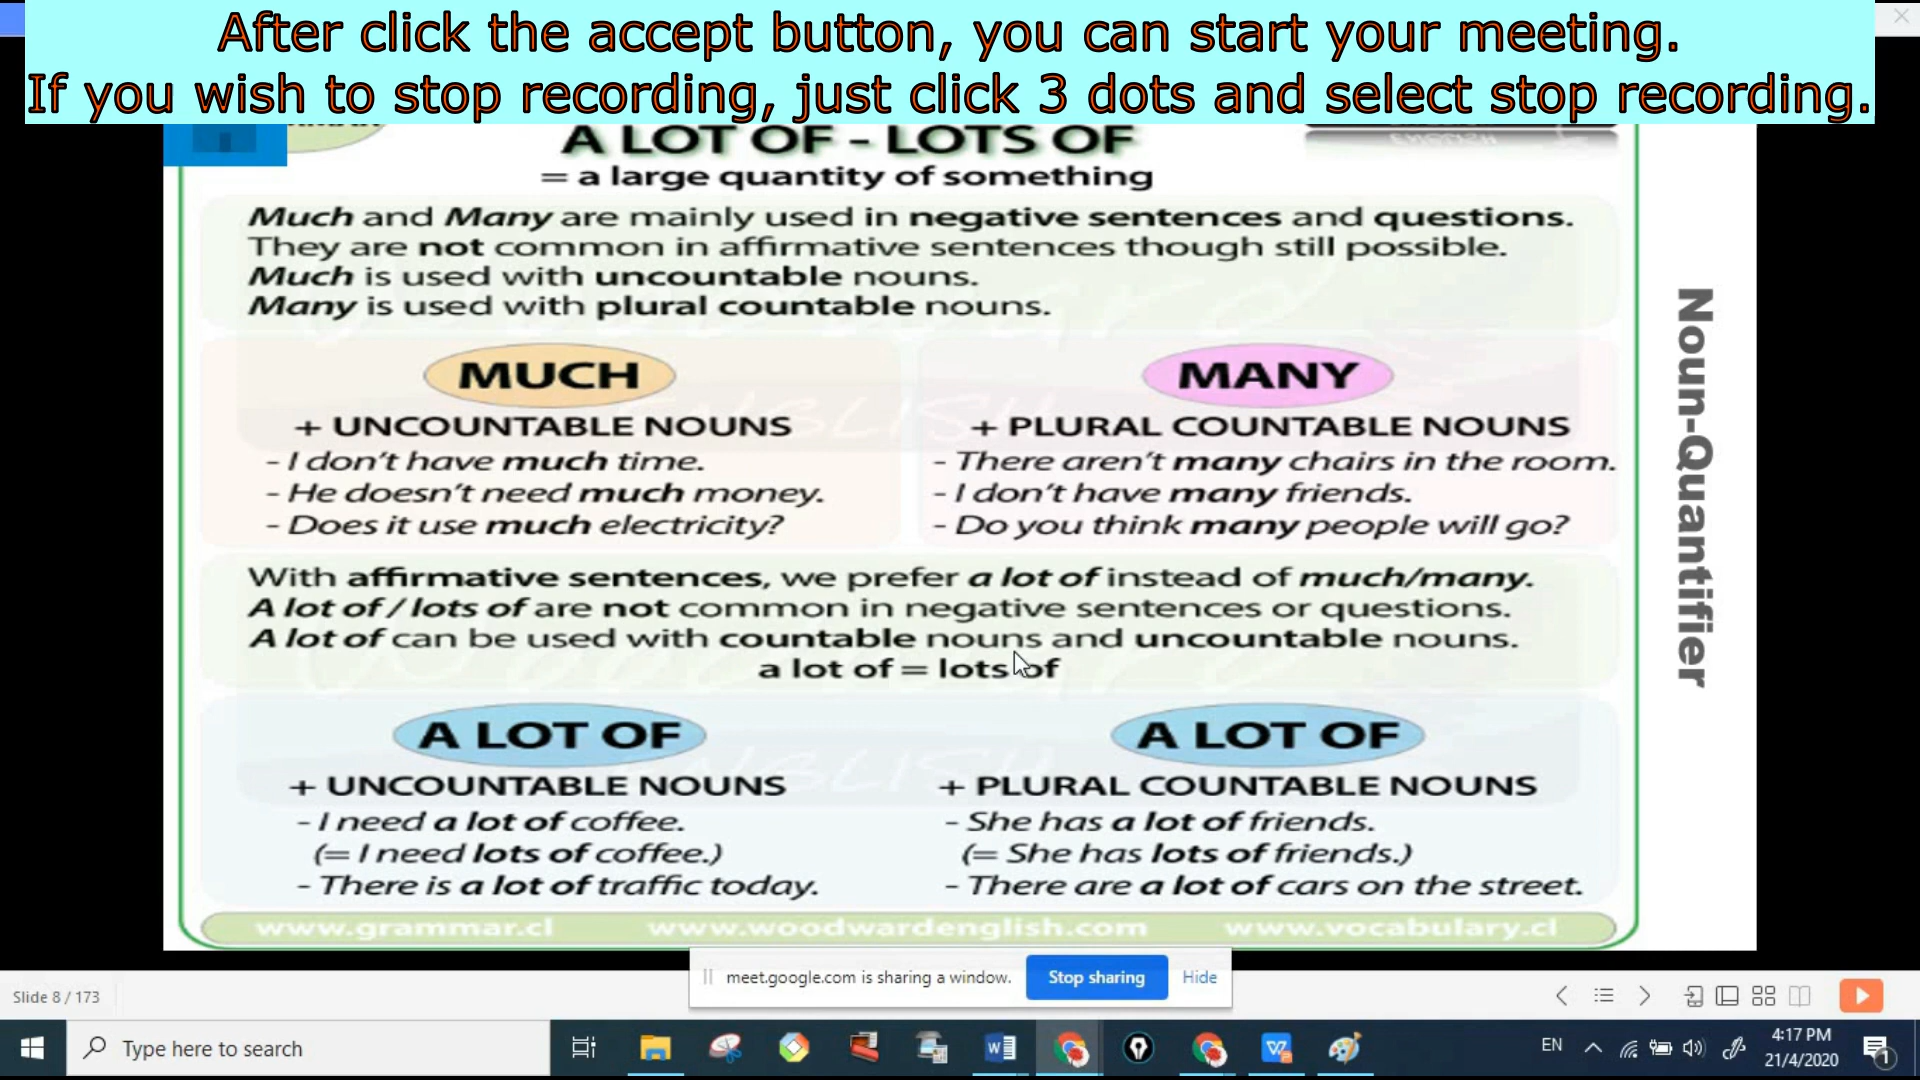 After click the accept button, you can start your meeting.
If you wish to stop recording, just click 3 dots and select stop recording.
A LOT OF - LOTS OF
= a large quantity of something
Much and Many are mainly used in negative sentences and questions.
They are not common in affirmative sentences though still possible.
Much is used with uncountable nouns.
Many is used with plural countable nouns.
MUCH
+ UNCOUNTABLE NOUNS
- I don't have much time.
- He doesn't need much money.
- Does it use much electricity?
MANY
+ PLURAL COUNTABLE NOUNS
- There aren't many chairs in the room.
- I don't have many friends.
- Do you think many people will go?
With affirmative sentences, we prefer a lot of instead of much/many.
A lot of / lots of are not common in negative sentences or questions.
A lot of can be used with countable nouns and uncountable nouns.
a lot of = lots of
A LOT OF
+ UNCOUNTABLE NOUNS
- I need a lot of coffee.
(= I need lots of coffee.)
- There is a lot of traffic today.
A LOT OF
+ PLURAL COUNTABLE NOUNS
- She has a lot of friends.
(= She has lots of friends.)
- There are a lot of cars on the street.
www.grammar.cl www.woodwardenglish.com www.vocabulary.cl
Noun-Quantifier
meet.google.com is sharing a window. Stop sharing Hide
Slide 8 / 173
Type here to search
EN
4:17 PM
21/4/2020
1